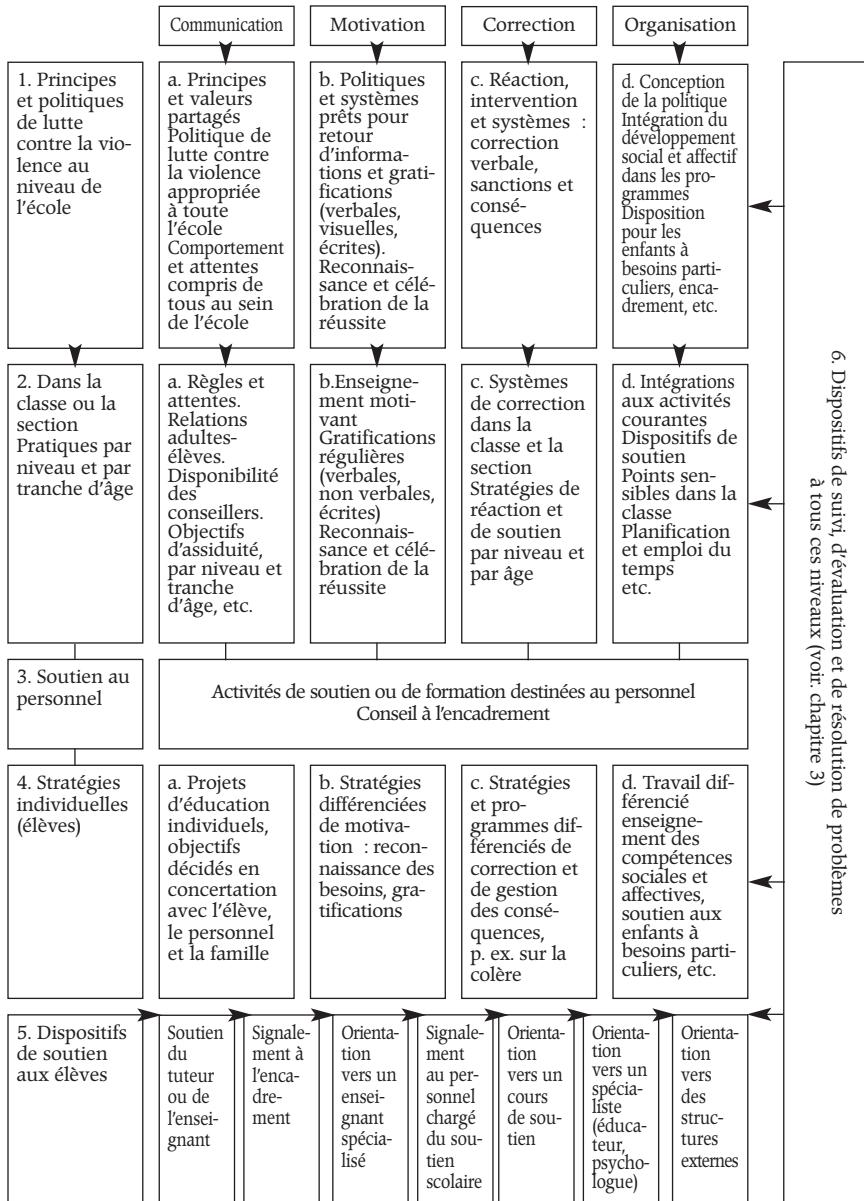 Communication
Motivation
Correction
Organisation
1. Principes
et politiques
de lutte
contre la vio-
lence au
niveau de
l'école
a. Principes
et valeurs
partagés
Politique de
lutte contre
la violence
appropriée
à toute
l'école
Comportement
et attentes
compris de
tous au sein
de l'école
b. Politiques
et systèmes
prêts pour
retour
d'informa-
tions et grati-
fications
(verbales,
visuelles,
écrites).
Reconnais-
sance et célé-
bration de la
réussite
c. Réaction,
intervention
et systèmes :
correction
verbale,
sanctions et
consé-
quences
d. Conception
de la politique
Intégration du
développement
social et affectif
dans les pro-
grammes
Disposition
pour les
enfants à
besoins parti-
culiers, enca-
drement, etc.
2. Dans la
classe ou la
section
Pratiques par
niveau et par
tranche d'âge
a. Règles et
attentes.
Relations
adultes-
élèves.
Disponibilité
des
conseillers.
Objectifs
d'assiduité,
par niveau et
tranche
d'âge, etc.
b.Enseigne-
ment moti-
vant
Gratifications
régulières
(verbales,
non verbales,
écrites)
Reconnais-
sance et célé-
bration de la
réussite
c. Systèmes
de correction
dans la
classe et la
section
Stratégies de
réaction et
de soutien
par niveau et
par âge
d. Intégrations
aux activités
courantes
Dispositifs de
soutien
Points sen-
sibles dans la
classe
Planification
et emploi du
temps
etc.
3. Soutien au
personnel
Activités de soutien ou de formation destinées au personnel
Conseil à l'encadrement
4. Stratégies
individuelles
(élèves)
a. Projets
d'éducation
individuels,
objectifs
décidés en
concertation
avec l'élève,
le personnel
et la famille
b. Stratégies
différenciées
de motiva-
tion : recon-
naissance des
besoins, gra-
tifications
c. Stratégies
et pro-
grammes dif-
férenciés de
correction et
de gestion
des consé-
quences,
p. ex. sur la
colère
d. Travail dif-
férencié
enseigne-
ment des
compétences
sociales et
affectives,
soutien aux
enfants à
besoins parti-
culiers, etc.
5. Dispositifs
de soutien
aux élèves
Soutien
du
tuteur
ou de
l'ensei-
gnant
Signale-
ment à
l'enca-
drement
Orienta-
tion
vers un
ensei-
gnant
spécia-
lisé
Signale-
ment
au per-
sonnel
chargé
du sou-
tien
scolaire
Orienta-
tion
vers un
cours
de sou-
tien
Orienta-
tion
vers un
spécia-
liste
(éduca-
teur,
psycho-
logue)
Orienta-
tion
vers
des
struc-
tures
externes
6. Dispositifs de suivi, d'évaluation et de résolution de problèmes
à tous ces niveaux (voir. chapitre 3)